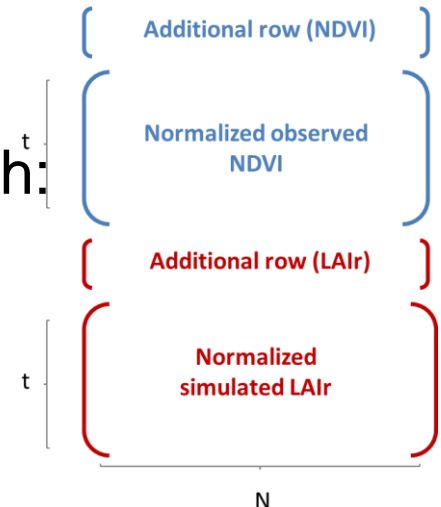 Additional row (NDVI)
t
Normalized observed
NDVI
h:
Additional row (LAIr)
t
Normalized
simulated LAIr
N